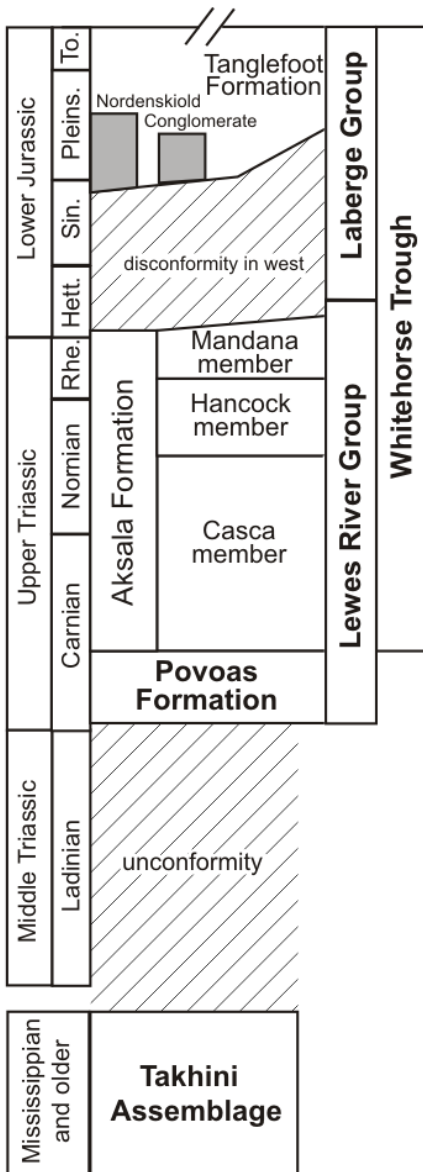 Lower Jurassic
To.
Pleins.
Sin.
Hett.
Tanglefoot
Formation
Nordenskiold
Conglomerate
disconformity in west
Laberge Group
Whitehorse Trough
Upper Triassic
Rhe.
Nornian
Carnian
Aksala Formation
Mandana
member
Hancock
member
Casca
member
Lewes River Group
Povoas
Formation
Middle Triassic
Ladinian
unconformity
Mississippian
and older
Takhini
Assemblage